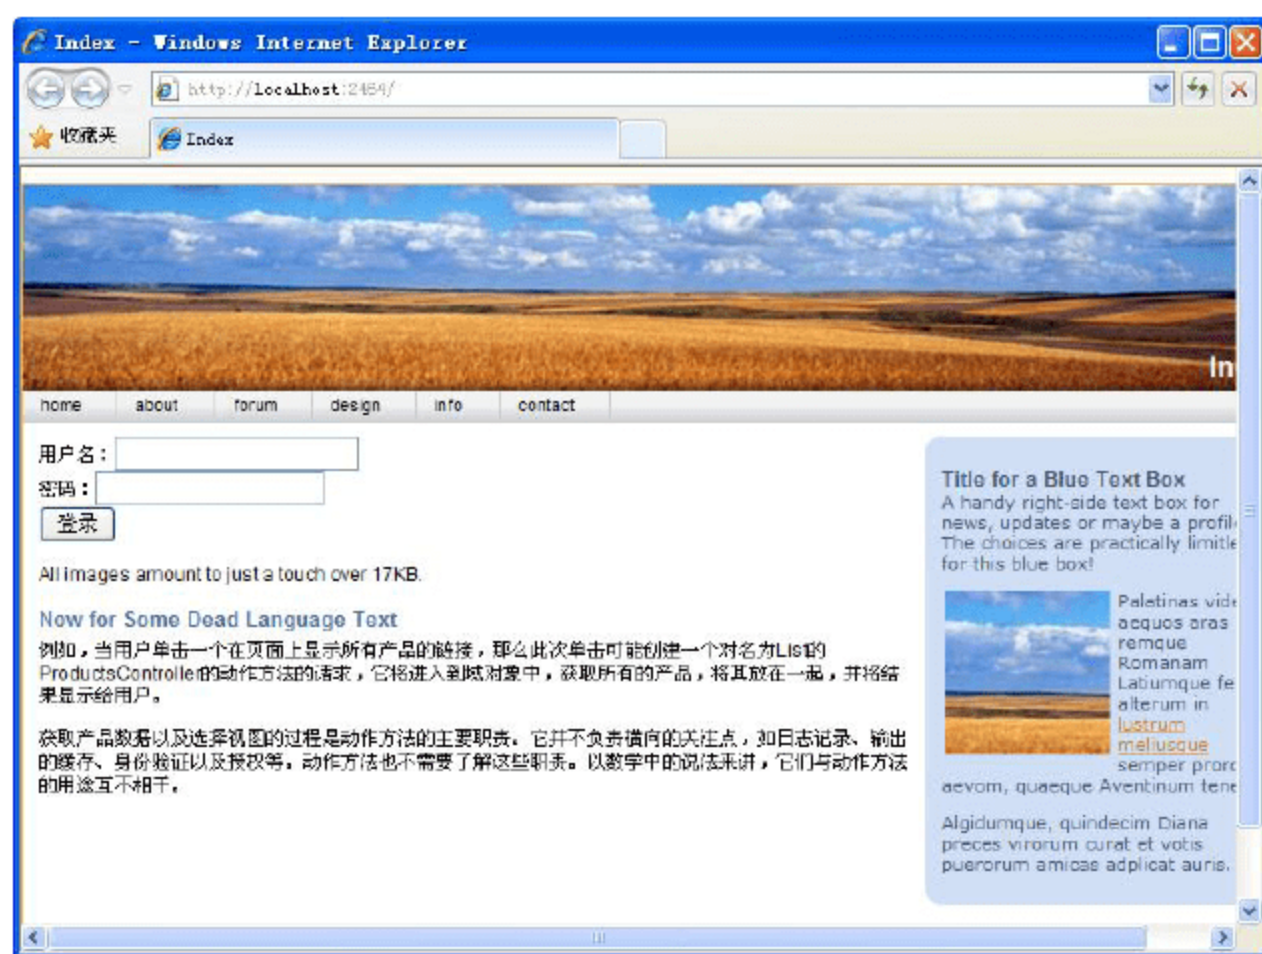 Index - Windows Internet Explorer
http://localhost:2464/
收藏夹
Index
In
home about forum design info contact
用户名：
密码：
登录
All images amount to just a touch over 17KB.
Now for Some Dead Language Text
例如，当用户单击一个在页面上显示所有产品的链接，那么此次单击可能创建一个对名为List的
ProductsController的动作方法的请求，它将进入到域对象中，获取所有的产品，将其放在一起，并将结
果显示给用户。
获取产品数据以及选择视图的过程是动作方法的主要职责。它并不负责横向的关注点，如日志记录、输出
的缓存、身份验证以及授权等。动作方法也不需要了解这些职责。以数学中的说法来讲，它们与动作方法
的用途互不相干。
Title for a Blue Text Box
A handy right-side text box for
news, updates or maybe a profil
The choices are practically limitle
for this blue box!
Palatinas vide
aequos aras
remque
Romanam
Latiumque fe
alterum in
lustrum
meliusque
semper proro
aevom, quaeque Aventinum tene
Algidumque, quindecim Diana
preces virorum curat et votis
puerorum amicas adplicat auris.